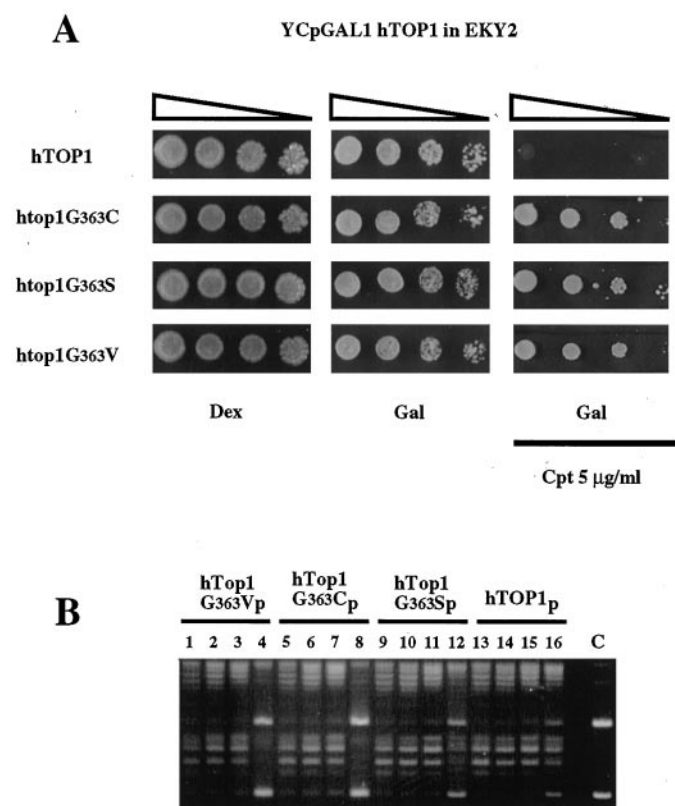 A
YCpGAL1 hTOP1 in EKY2
hTOP1
htop1G363C
htop1G363S
htop1G363V
Dex Gal Gal
Cpt 5 μg/ml
B
hTop1 G363Vp
hTop1 G363Cp
hTop1 G363Sp
hTOP1p
1 2 3 4 5 6 7 8 9 10 11 12 13 14 15 16 C